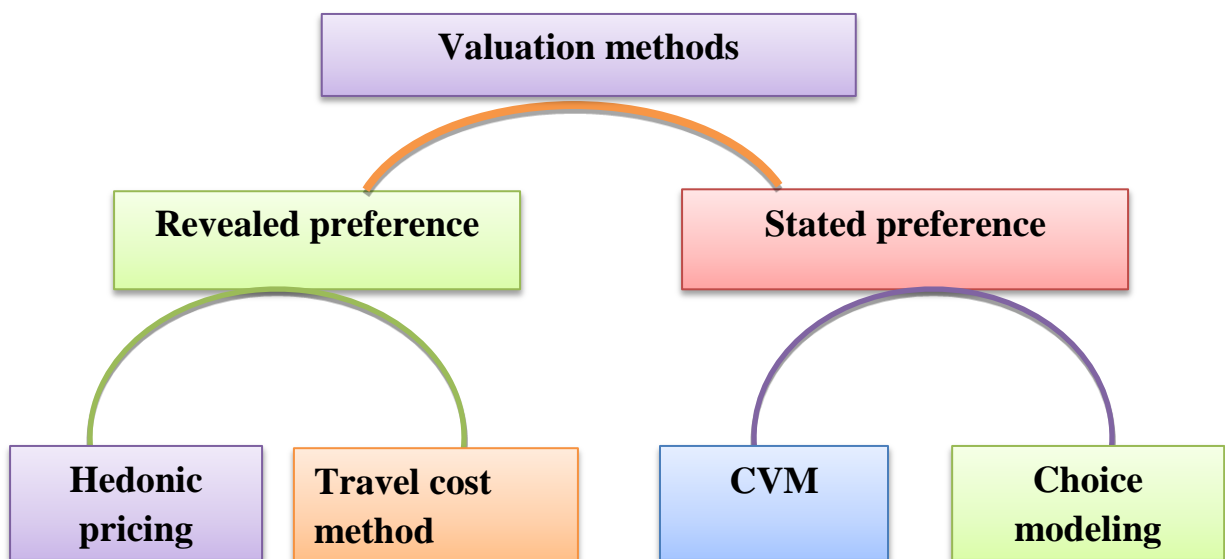 Valuation methods
Revealed preference
Stated preference
Hedonic
pricing
Travel cost
method
CVM
Choice
modeling